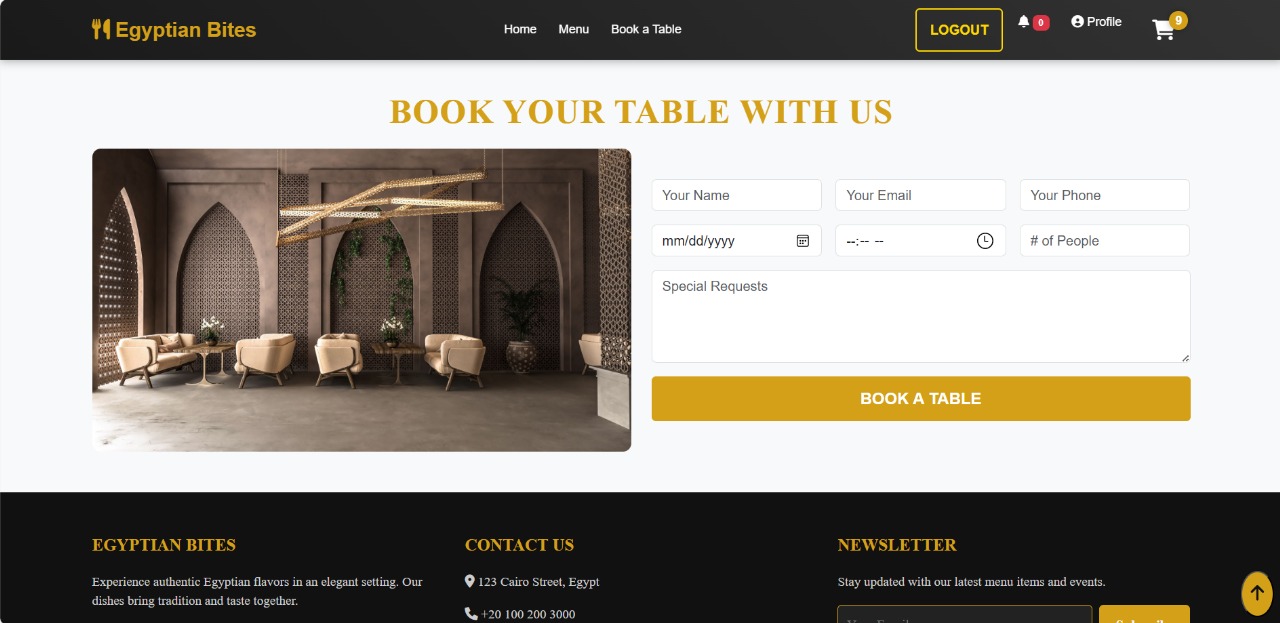 Egyptian Bites
Home Menu Book a Table
LOGOUT
0
Profile
9
BOOK YOUR TABLE WITH US
Your Name Your Email Your Phone
mm/dd/yyyy --:-- -- # of People
Special Requests
BOOK A TABLE
EGYPTIAN BITES
Experience authentic Egyptian flavors in an elegant setting. Our
dishes bring tradition and taste together.
CONTACT US
123 Cairo Street, Egypt
+20 100 200 3000
NEWSLETTER
Stay updated with our latest menu items and events.